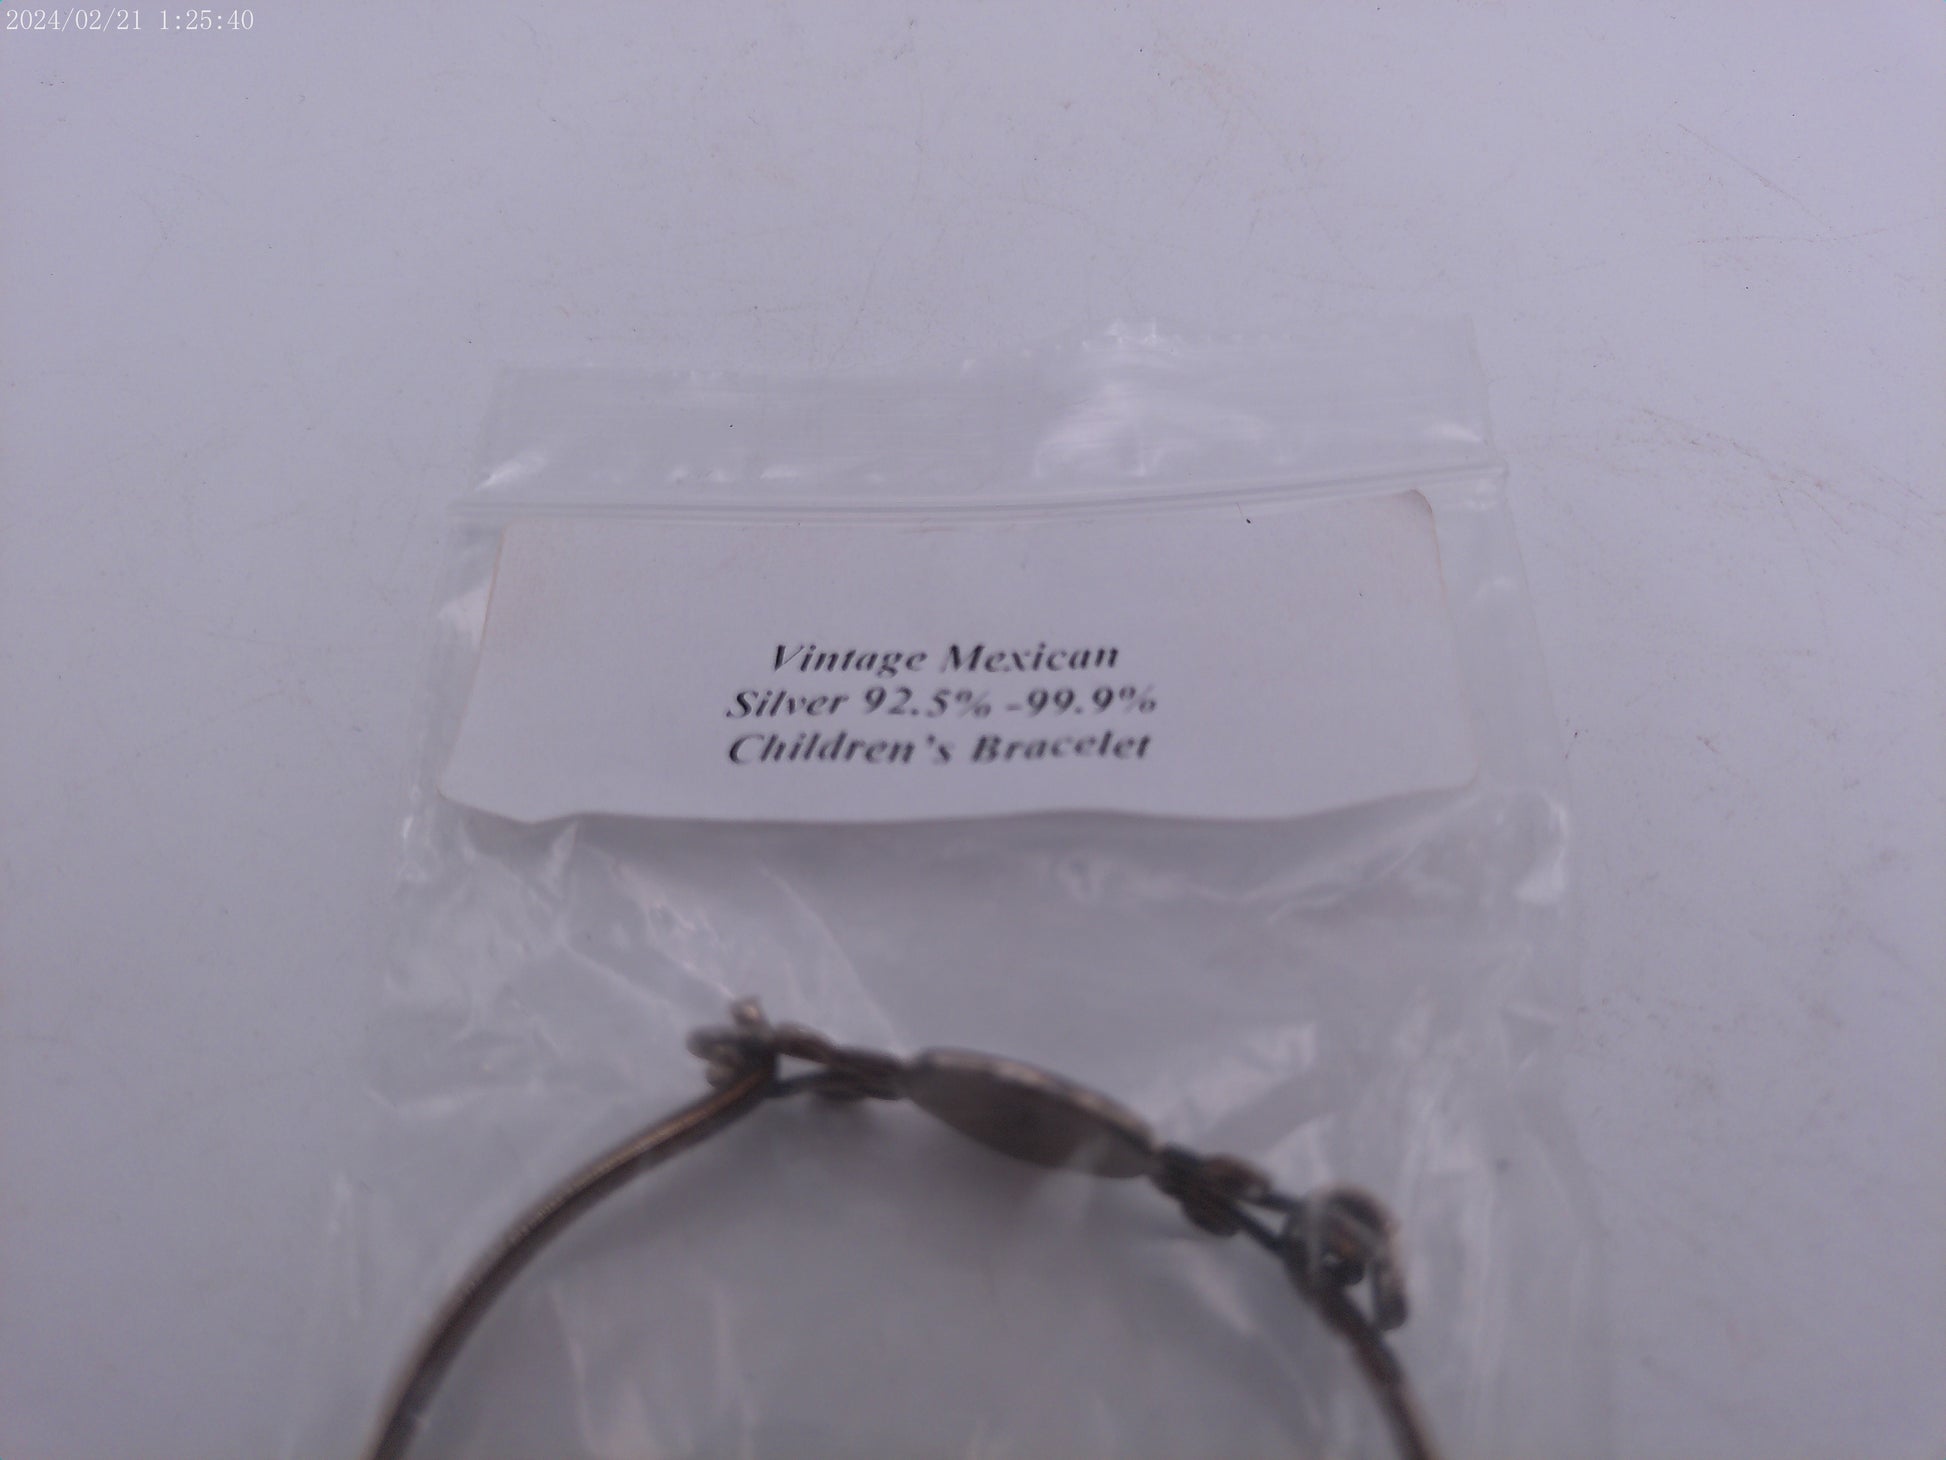 2024/02/21 1:25:40
Vintage Mexican
Silver 92.5% -99.9%
Children's Bracelet